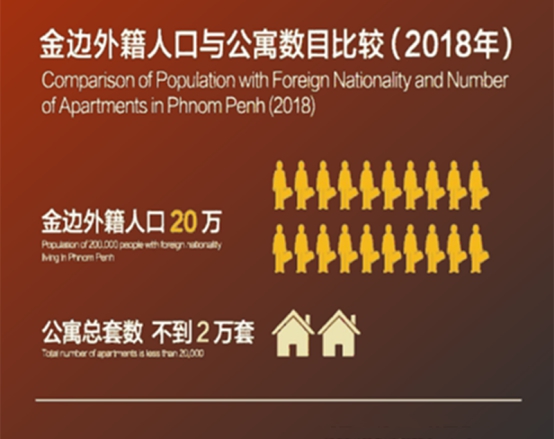 金边外籍人口与公寓数目比较（2018年）
Comparison of Population with Foreign Nationality and Number
of Apartments in Phnom Penh (2018)
金边外籍人口 20 万
Population of 200,000 people with foreign nationality
living in Phnom Penh
公寓总套数 不到 2 万套
Total number of apartments is less than 20,000